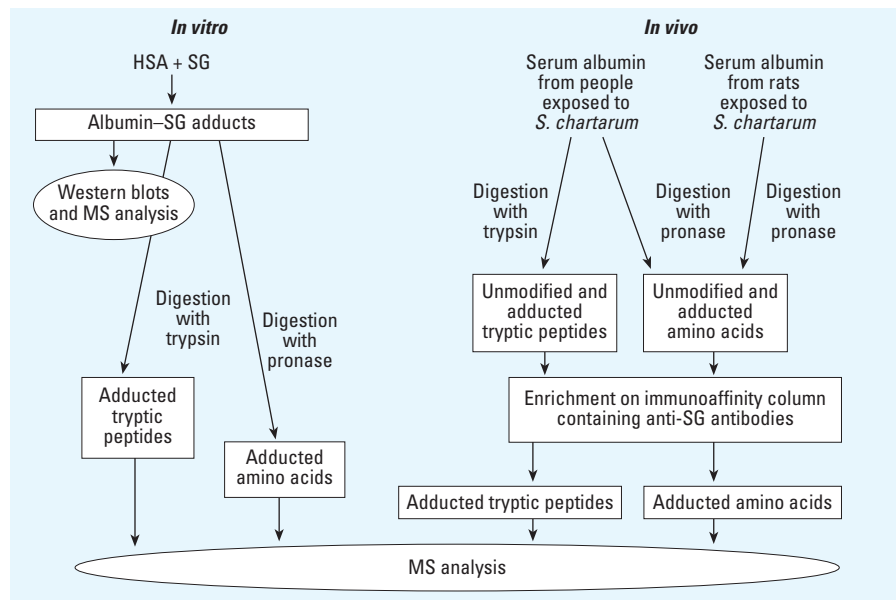 In vitro
HSA + SG
Albumin–SG adducts
Western blots
and MS analysis
Digestion
with
trypsin
Digestion
with
pronase
Adducted
tryptic
peptides
Adducted
amino acids
In vivo
Serum albumin
from people
exposed to
S. chartarum
Serum albumin
from rats
exposed to
S. chartarum
Digestion
with
trypsin
Digestion
with
pronase
Digestion
with
pronase
Unmodified and
adducted
tryptic peptides
Unmodified and
adducted
amino acids
Enrichment on immunoaffinity column
containing anti-SG antibodies
Adducted tryptic peptides
Adducted amino acids
MS analysis